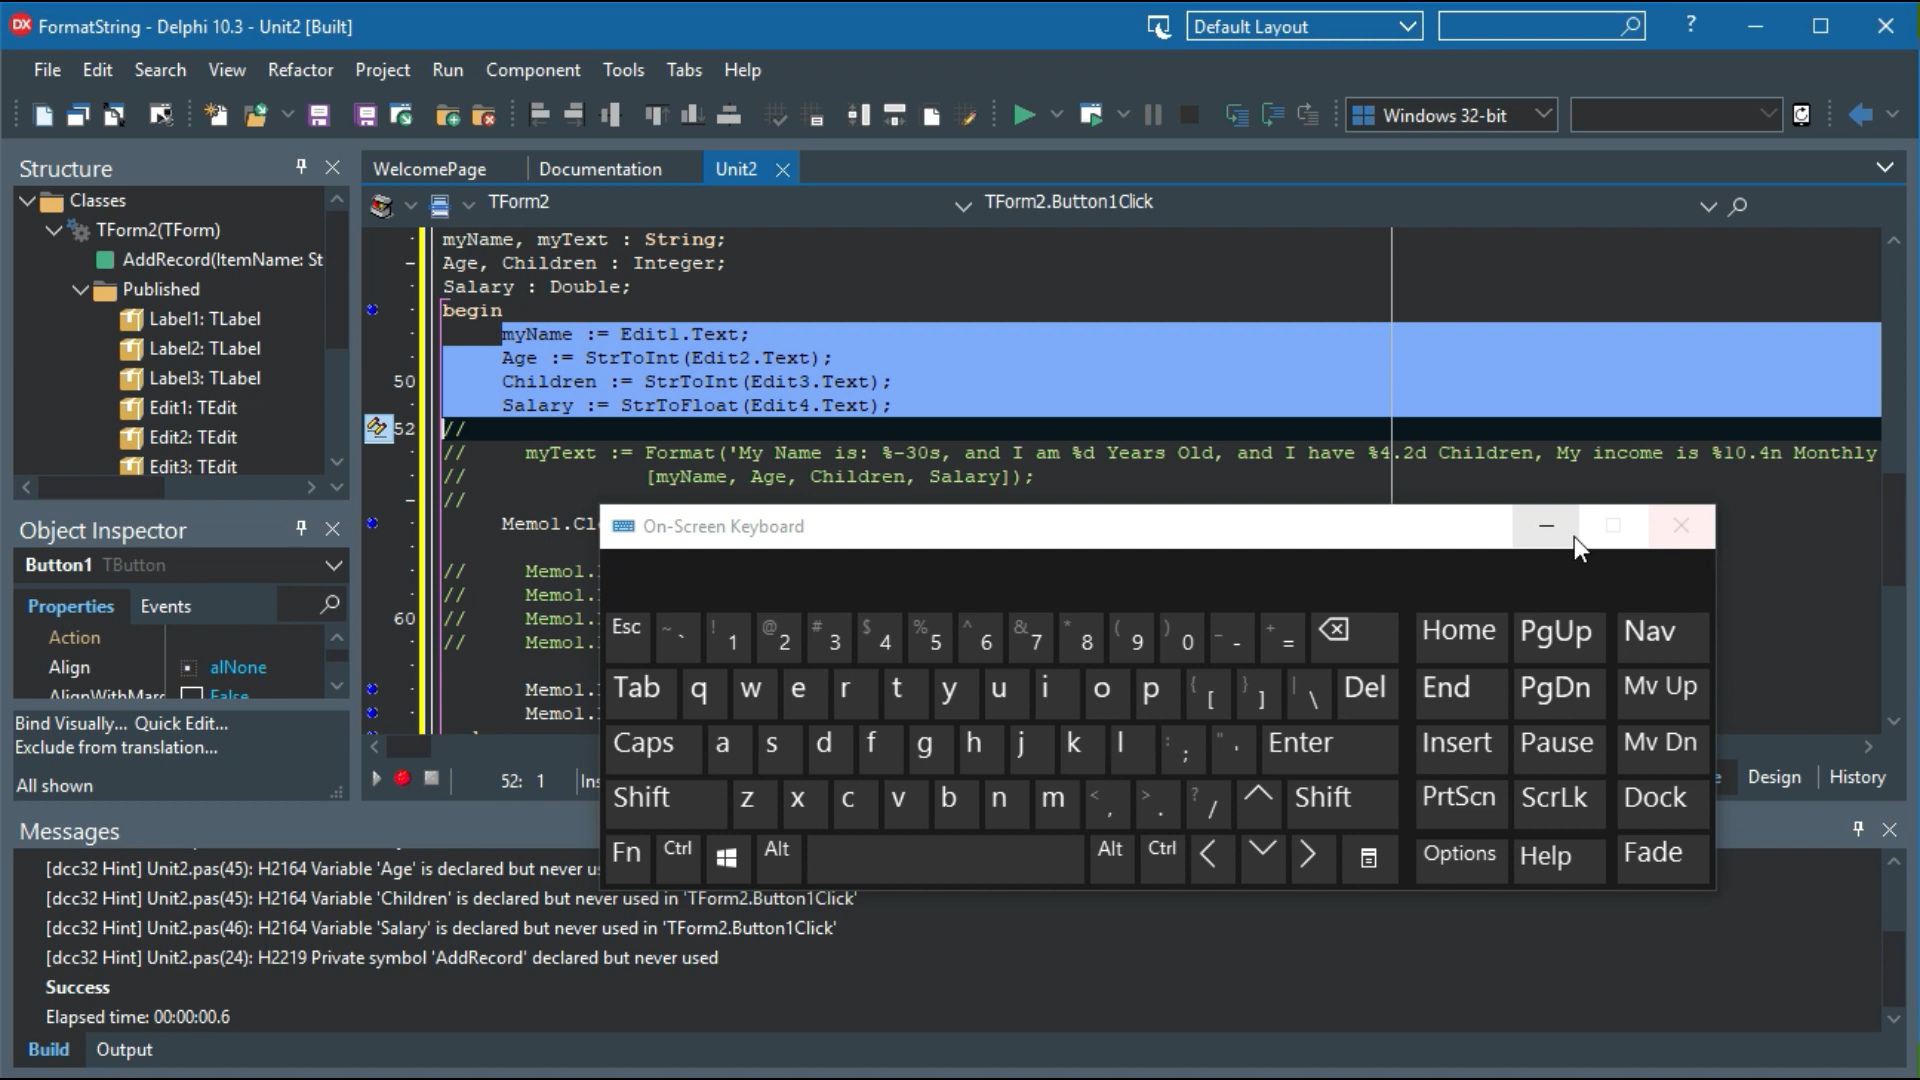 FormatString - Delphi 10.3 - Unit2 [Built]
Default Layout
?
File Edit Search View Refactor Project Run Component Tools Tabs Help
Windows 32-bit
Structure
Classes
TForm2(TForm)
AddRecord(ItemName: St
Published
Label1: TLabel
Label2: TLabel
Label3: TLabel
Edit1: TEdit
Edit2: TEdit
Edit3: TEdit
WelcomePage Documentation Unit2
TForm2 TForm2.Button1Click
myName, myText : String;
Age, Children : Integer;
Salary : Double;
begin
myName := Edit1.Text;
Age := StrToInt(Edit2.Text);
50 Children := StrToInt(Edit3.Text);
Salary := StrToFloat(Edit4.Text);
52 //
// myText := Format('My Name is: %-30s, and I am %d Years Old, and I have %4.2d Children, My income is %10.4n Monthly
// [myName, Age, Children, Salary]);
//
Memo1.Cl
// Memo1.
// Memo1.
60 // Memo1.
// Memo1.
Memo1.
Memo1.
52: 1 Ins
Design History
Object Inspector
Button1 TButton
Properties Events
Action
Align alNone
False
Bind Visually... Quick Edit...
Exclude from translation...
All shown
On-Screen Keyboard
Esc ~ ` ! 1 @ 2 # 3 $ 4 % 5 ^ 6 & 7 * 8 ( 9 ) 0 _ - + = Home PgUp Nav
Tab q w e r t y u i o p { [ } ] | \ Del End PgDn Mv Up
Caps a s d f g h j k l : ; " ' Enter Insert Pause Mv Dn
Shift z x c v b n m < , > . ? / Shift PrtScn ScrLk Dock
Fn Ctrl Alt Alt Ctrl Options Help Fade
Messages
[dcc32 Hint] Unit2.pas(45): H2164 Variable 'Age' is declared but never us
[dcc32 Hint] Unit2.pas(45): H2164 Variable 'Children' is declared but never used in 'TForm2.Button1Click'
[dcc32 Hint] Unit2.pas(46): H2164 Variable 'Salary' is declared but never used in 'TForm2.Button1Click'
[dcc32 Hint] Unit2.pas(24): H2219 Private symbol 'AddRecord' declared but never used
Success
Elapsed time: 00:00:00.6
Build Output